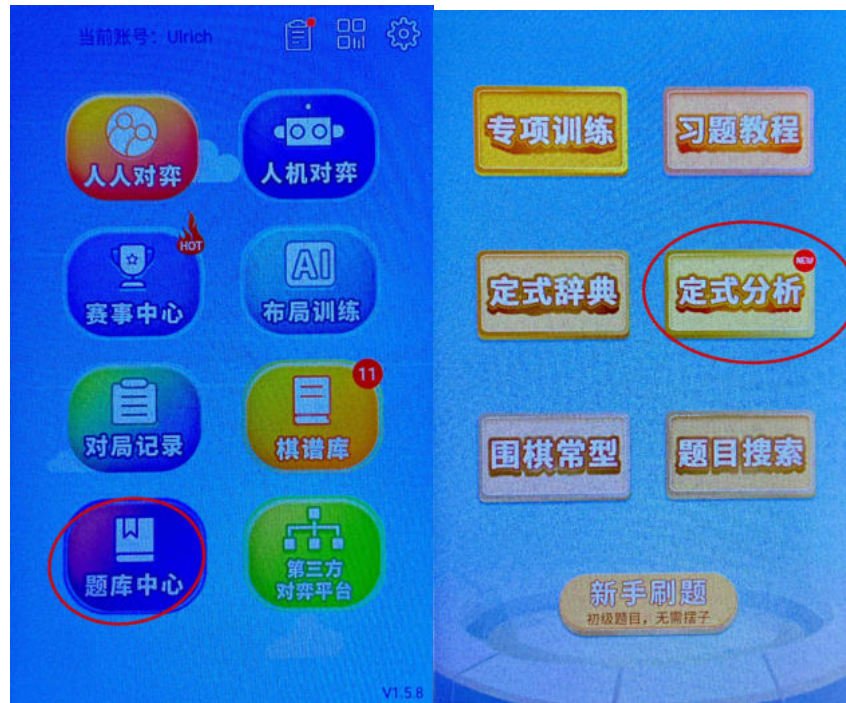 当前账号：Ulrich
人人对弈
人机对弈
HOT
赛事中心
AI
布局训练
对局记录
11
棋谱库
题库中心
第三方
对弈平台
V1.5.8
专项训练
习题教程
定式辞典
NEW
定式分析
围棋常型
题目搜索
新手刷题
初级题目，无需摆子